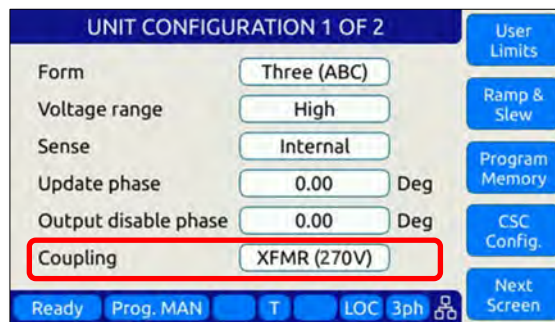 UNIT CONFIGURATION 1 OF 2
Form Three (ABC)
Voltage range High
Sense Internal
Update phase 0.00 Deg
Output disable phase 0.00 Deg
Coupling XFMR (270V)
User
Limits
Ramp &
Slew
Program
Memory
CSC
Config.
Next
Screen
Ready Prog. MAN T LOC 3ph